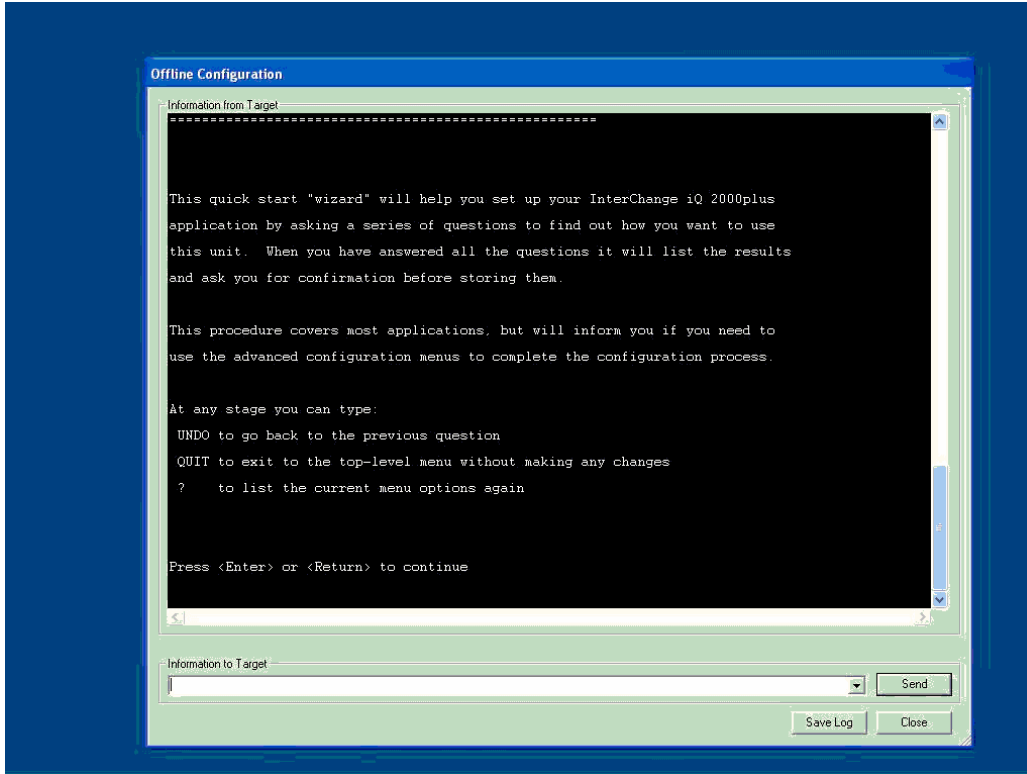 Offline Configuration
Information from Target
=====================================================
This quick start "wizard" will help you set up your InterChange iQ 2000plus
application by asking a series of questions to find out how you want to use
this unit.  When you have answered all the questions it will list the results
and ask you for confirmation before storing them.
This procedure covers most applications, but will inform you if you need to
use the advanced configuration menus to complete the configuration process.
At any stage you can type:
UNDO to go back to the previous question
QUIT to exit to the top-level menu without making any changes
?    to list the current menu options again
Press <Enter> or <Return> to continue
Information to Target
Send
Save Log
Close